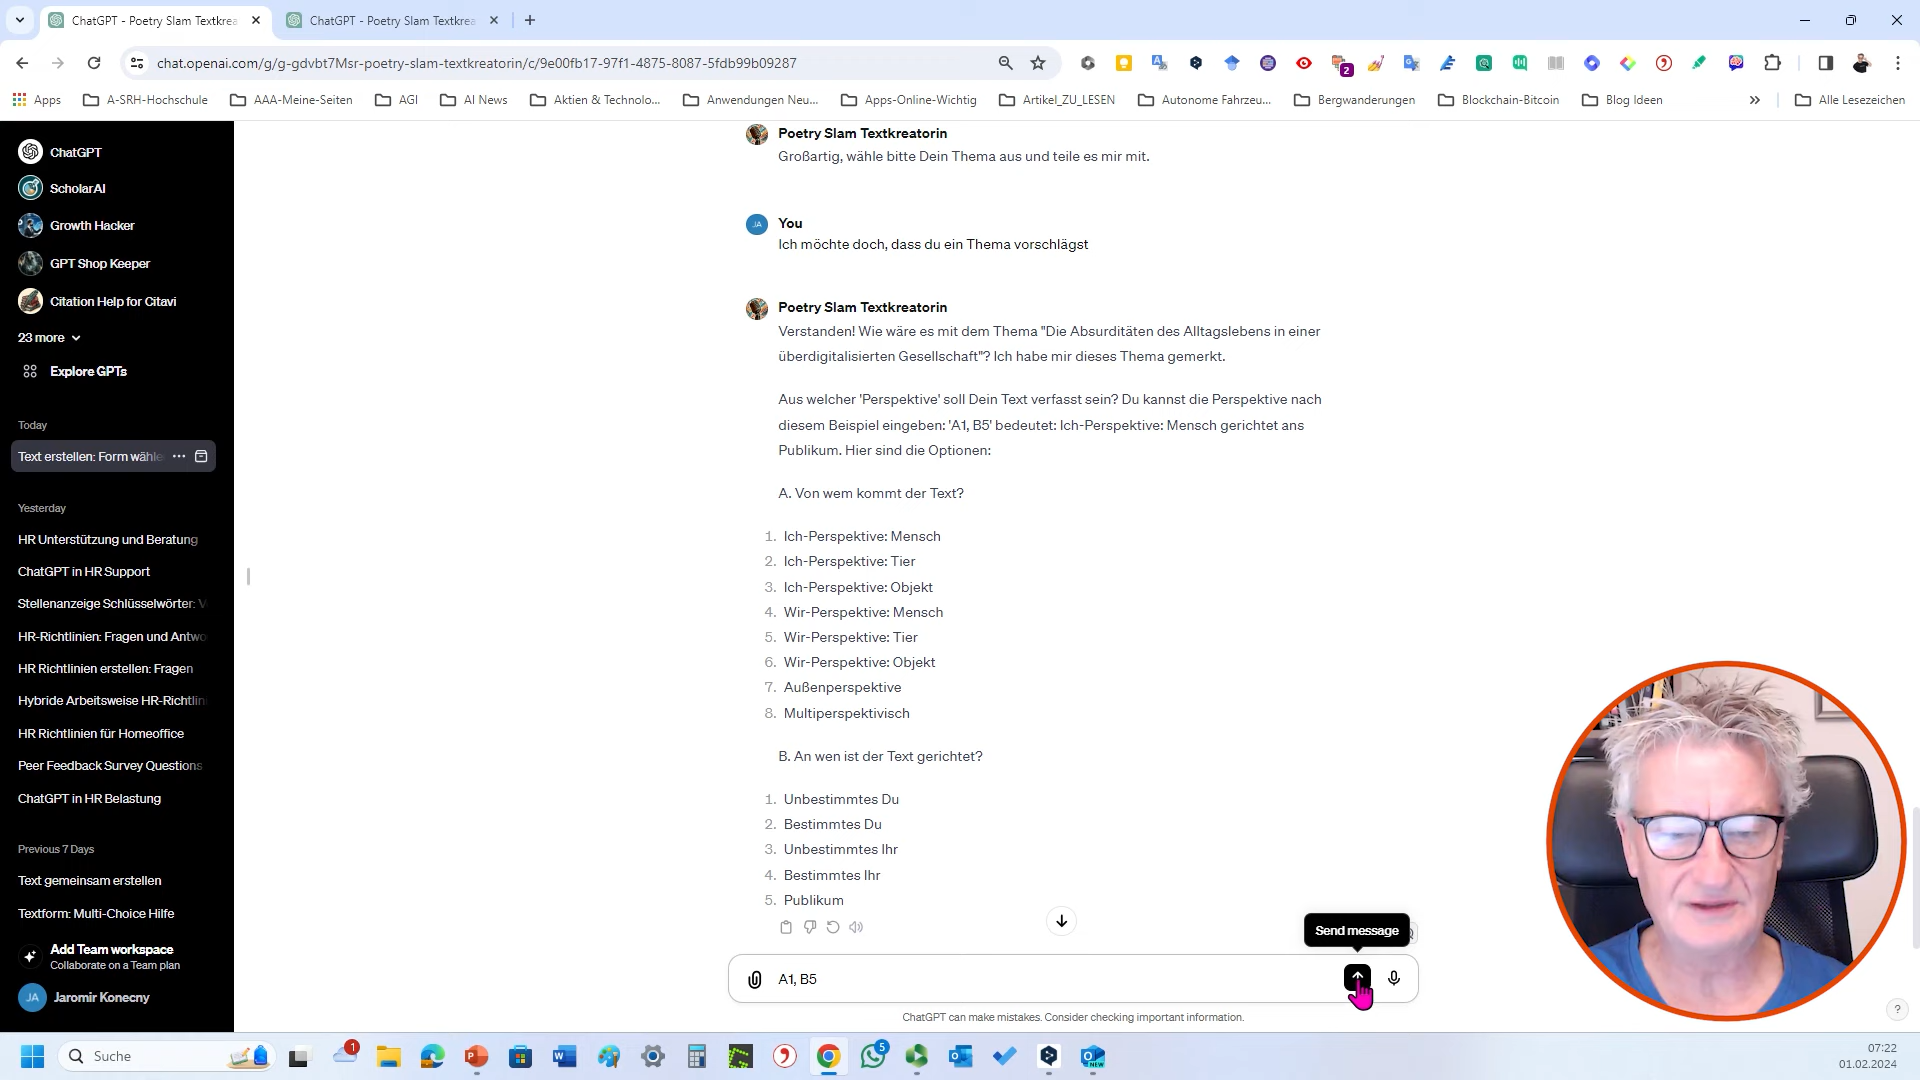 ChatGPT - Poetry Slam Textkrea
ChatGPT - Poetry Slam Textkrea
chat.openai.com/g/g-gdvbt7Msr-poetry-slam-textkreatorin/c/9e00fb17-97f1-4875-8087-5fdb99b09287
2
Apps
A-SRH-Hochschule
AAA-Meine-Seiten
AGI
AI News
Aktien & Technolo...
Anwendungen Neu...
Apps-Online-Wichtig
Artikel_ZU_LESEN
Autonome Fahrzeu...
Bergwanderungen
Blockchain-Bitcoin
Blog Ideen
Alle Lesezeichen
ChatGPT
ScholarAI
Growth Hacker
GPT Shop Keeper
Citation Help for Citavi
23 more
Explore GPTs
Today
Text erstellen: Form wähle
Yesterday
HR Unterstützung und Beratung
ChatGPT in HR Support
Stellenanzeige Schlüsselwörter: V
HR-Richtlinien: Fragen und Antwo
HR Richtlinien erstellen: Fragen
Hybride Arbeitsweise HR-Richtlin
HR Richtlinien für Homeoffice
Peer Feedback Survey Questions
ChatGPT in HR Belastung
Previous 7 Days
Text gemeinsam erstellen
Textform: Multi-Choice Hilfe
Add Team workspace
Collaborate on a Team plan
JA
Jaromir Konecny
Poetry Slam Textkreatorin
Großartig, wähle bitte Dein Thema aus und teile es mir mit.
JA
You
Ich möchte doch, dass du ein Thema vorschlägst
Poetry Slam Textkreatorin
Verstanden! Wie wäre es mit dem Thema "Die Absurditäten des Alltagslebens in einer
überdigitalisierten Gesellschaft"? Ich habe mir dieses Thema gemerkt.
Aus welcher 'Perspektive' soll Dein Text verfasst sein? Du kannst die Perspektive nach
diesem Beispiel eingeben: 'A1, B5' bedeutet: Ich-Perspektive: Mensch gerichtet ans
Publikum. Hier sind die Optionen:
A. Von wem kommt der Text?
1. Ich-Perspektive: Mensch
2. Ich-Perspektive: Tier
3. Ich-Perspektive: Objekt
4. Wir-Perspektive: Mensch
5. Wir-Perspektive: Tier
6. Wir-Perspektive: Objekt
7. Außenperspektive
8. Multiperspektivisch
B. An wen ist der Text gerichtet?
1. Unbestimmtes Du
2. Bestimmtes Du
3. Unbestimmtes Ihr
4. Bestimmtes Ihr
5. Publikum
Send message
A1, B5
ChatGPT can make mistakes. Consider checking important information.
?
Suche
1
5
NEW
07:22
01.02.2024